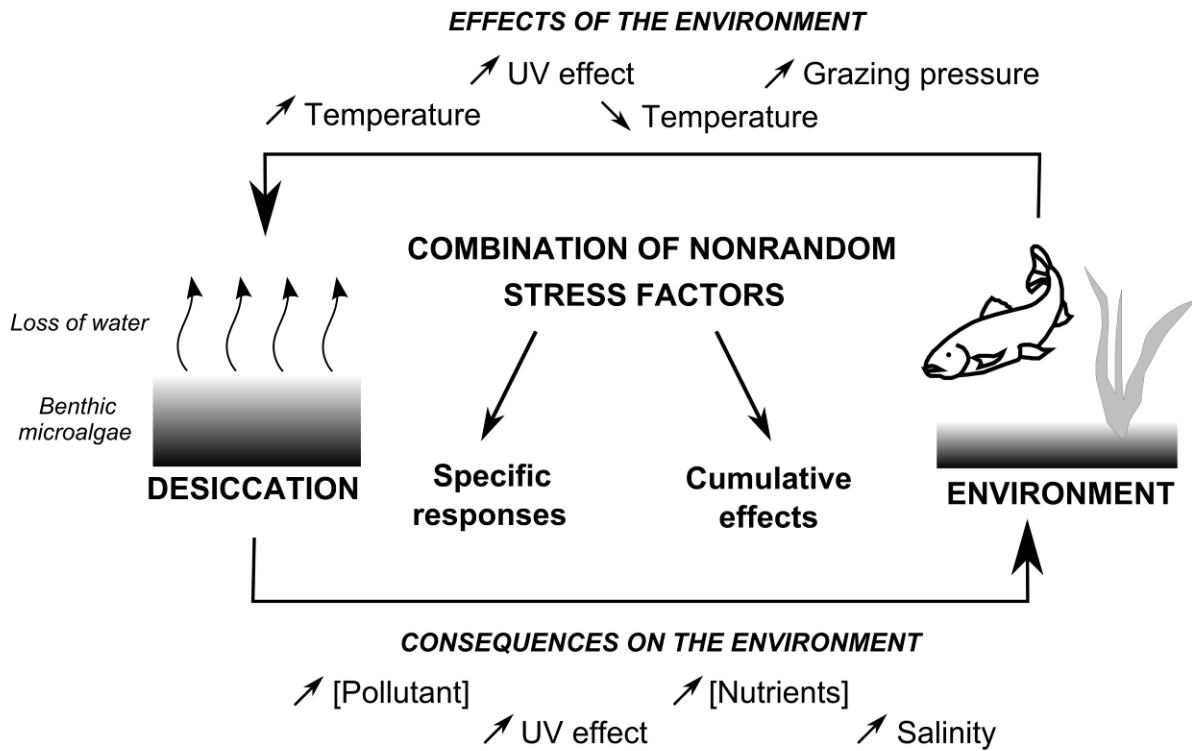 EFFECTS OF THE ENVIRONMENT
UV effect
Grazing pressure
Temperature
Temperature
COMBINATION OF NONRANDOM
STRESS FACTORS
Loss of water
Benthic
microalgae
DESICCATION
Specific
responses
Cumulative
effects
ENVIRONMENT
CONSEQUENCES ON THE ENVIRONMENT
[Pollutant]
[Nutrients]
UV effect
Salinity